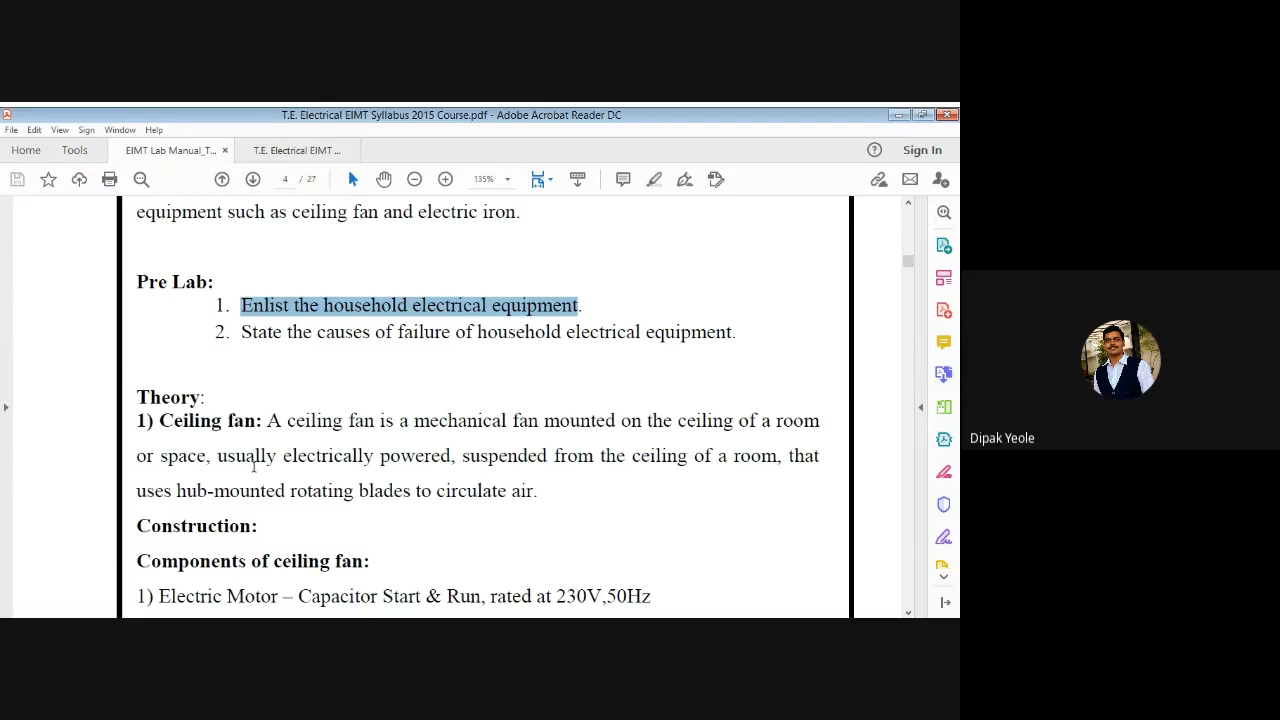 T.E. Electrical EIMT Syllabus 2015 Course.pdf - Adobe Acrobat Reader DC
File Edit View Sign Window Help
Home Tools EIMT Lab Manual_T... × T.E. Electrical EIMT ... Sign In
4 / 27 135%
equipment such as ceiling fan and electric iron.
Pre Lab:
1. Enlist the household electrical equipment.
2. State the causes of failure of household electrical equipment.
Theory:
1) Ceiling fan: A ceiling fan is a mechanical fan mounted on the ceiling of a room
or space, usually electrically powered, suspended from the ceiling of a room, that
uses hub-mounted rotating blades to circulate air.
Construction:
Components of ceiling fan:
1) Electric Motor – Capacitor Start & Run, rated at 230V,50Hz
Dipak Yeole